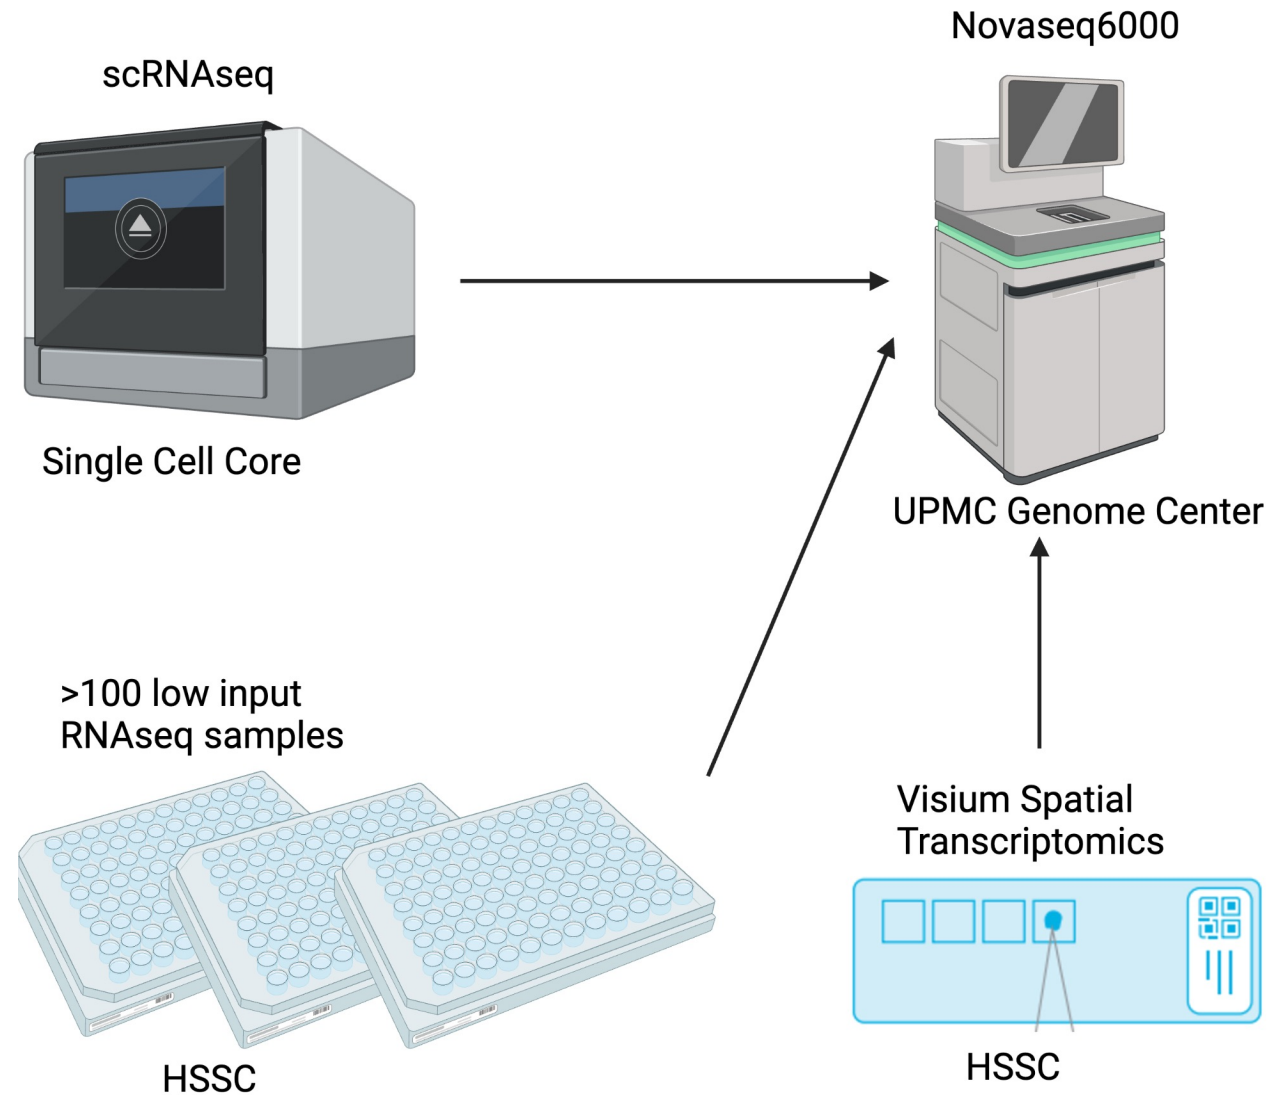 scRNAseq
Novaseq6000
Single Cell Core
UPMC Genome Center
>100 low input
RNAseq samples
Visium Spatial
Transcriptomics
HSSC
HSSC